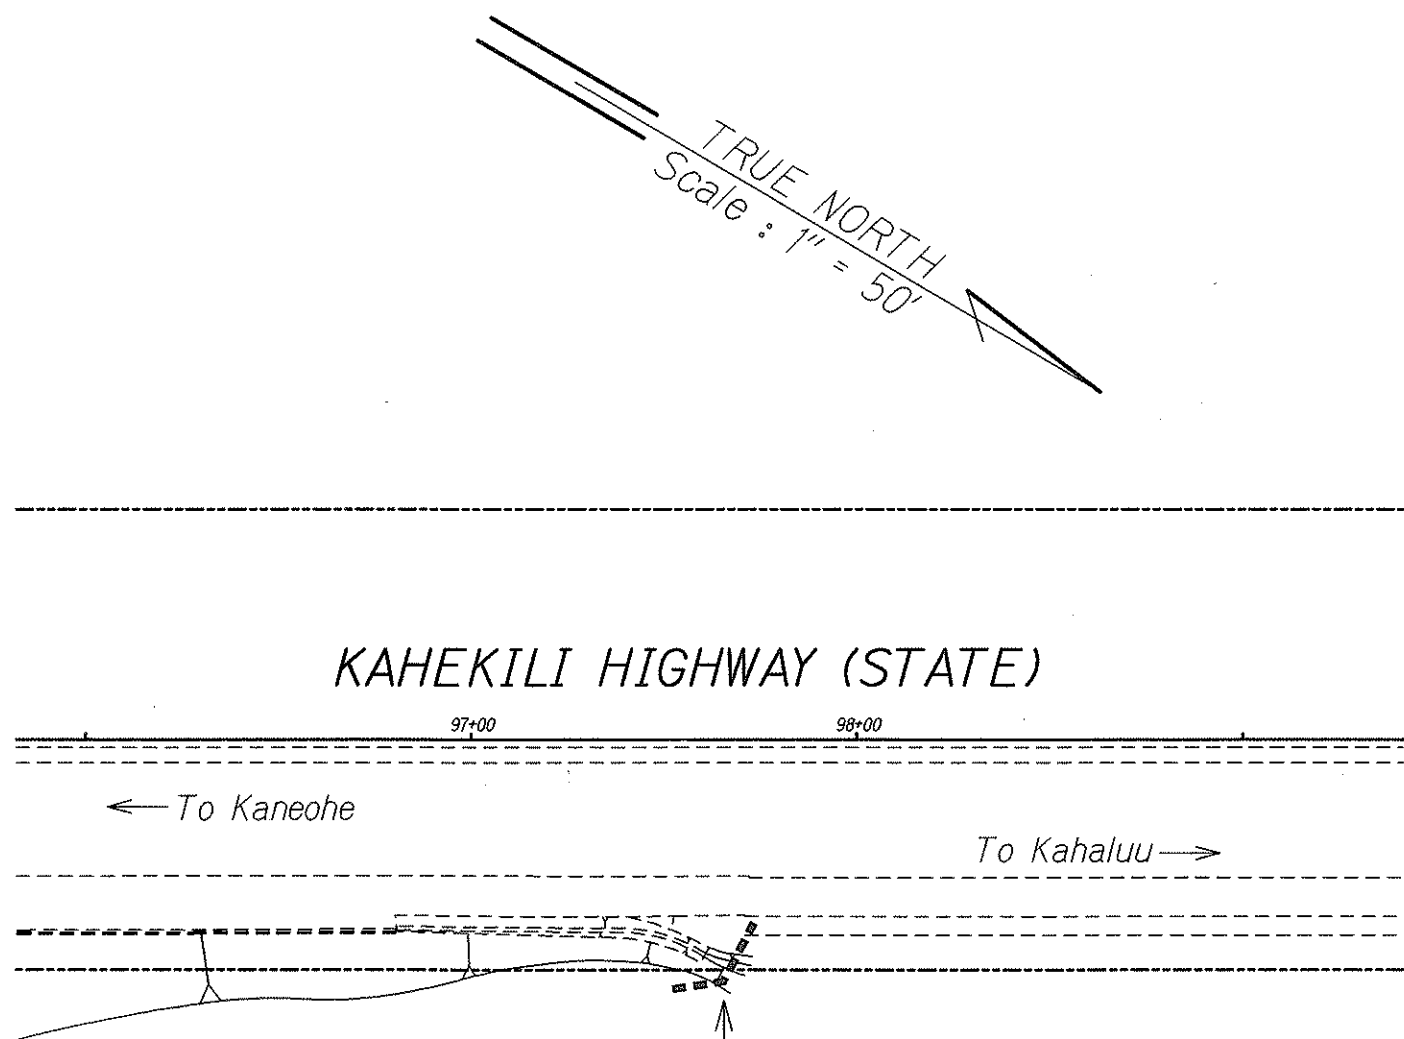 TRUE NORTH
Scale : 1" = 50'
KAHEKILI HIGHWAY (STATE)
97+00
98+00
To Kaneohe
To Kahaluu